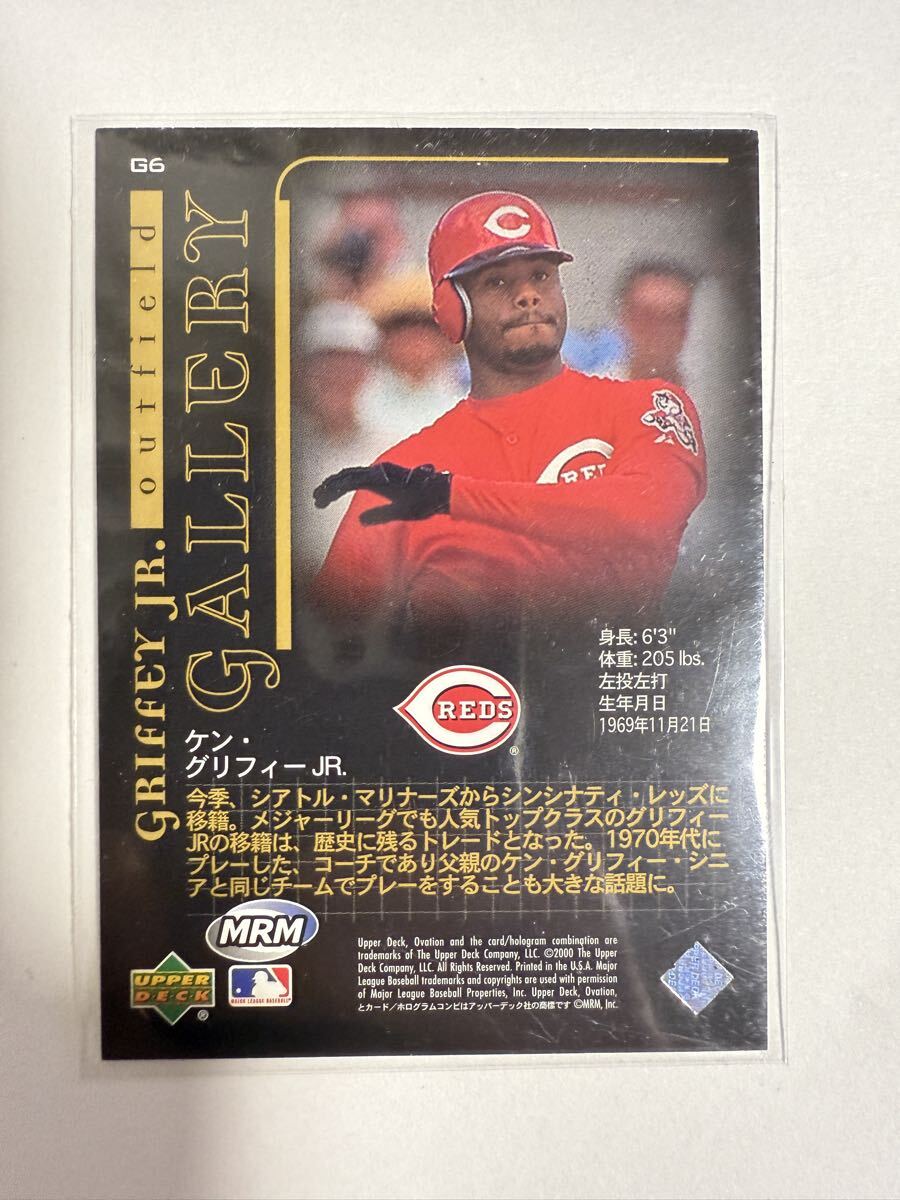 G6
GRIFFEY JR. outfield
GALLERY
C
REDS
身長: 6'3"
体重: 205 lbs.
左投左打
生年月日
1969年11月21日
REDS
®
ケン・
グリフィー JR.
今季、シアトル・マリナーズからシンシナティ・レッズに
移籍。メジャーリーグでも人気トップクラスのグリフィー
JRの移籍は、歴史に残るトレードとなった。1970年代に
プレーした、コーチであり父親のケン・グリフィー・シニ
アと同じチームでプレーをすることも大きな話題に。
MRM
UPPER
DECK
®
MAJOR LEAGUE BASEBALL
Upper Deck, Ovation and the card/hologram combination are
trademarks of The Upper Deck Company, LLC. ©2000 The Upper
Deck Company, LLC. All Rights Reserved. Printed in the U.S.A. Major
League Baseball trademarks and copyrights are used with permission
of Major League Baseball Properties, Inc. Upper Deck, Ovation,
とカード/ホログラムコンビはアッパーデック社の商標です ©MRM, Inc.